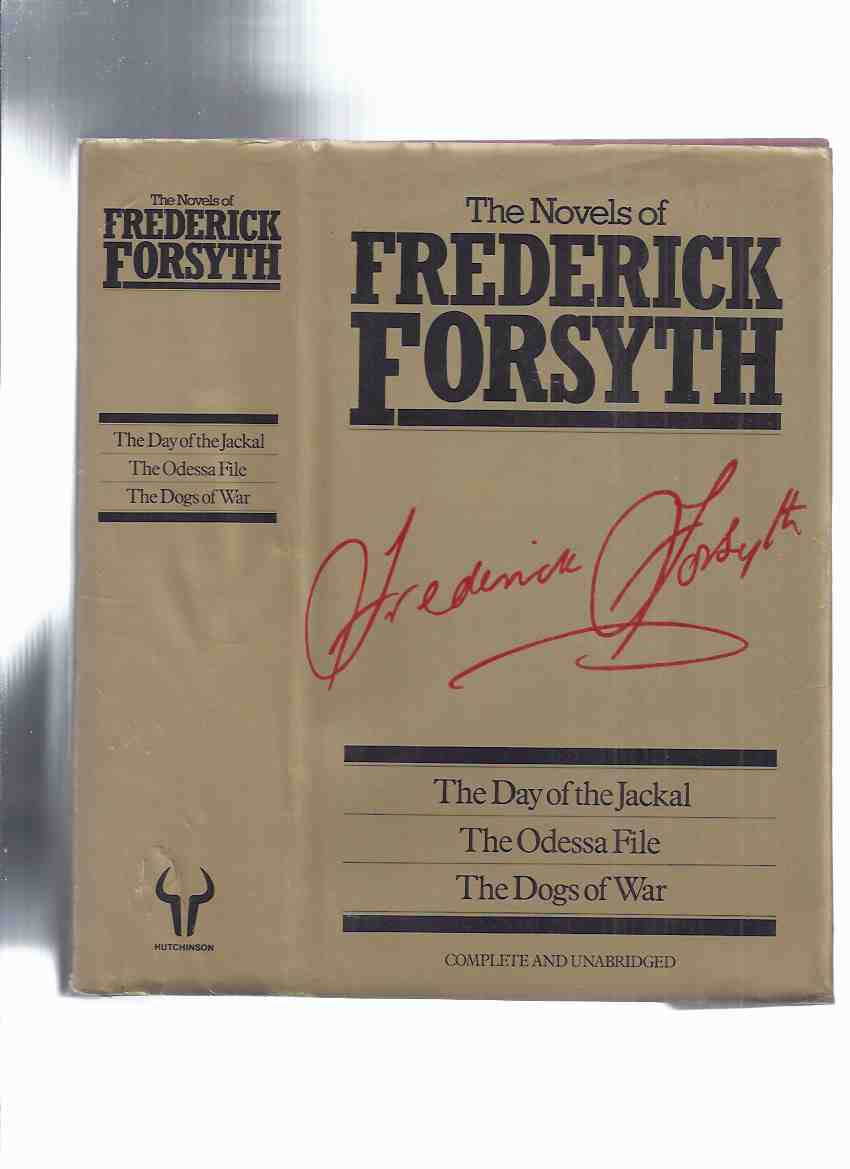 The Novels of
FREDERICK
FORSYTH
The Day of the Jackal
The Odessa File
The Dogs of War
HUTCHINSON
The Novels of
FREDERICK
FORSYTH
Frederick Forsyth
The Day of the Jackal
The Odessa File
The Dogs of War
COMPLETE AND UNABRIDGED